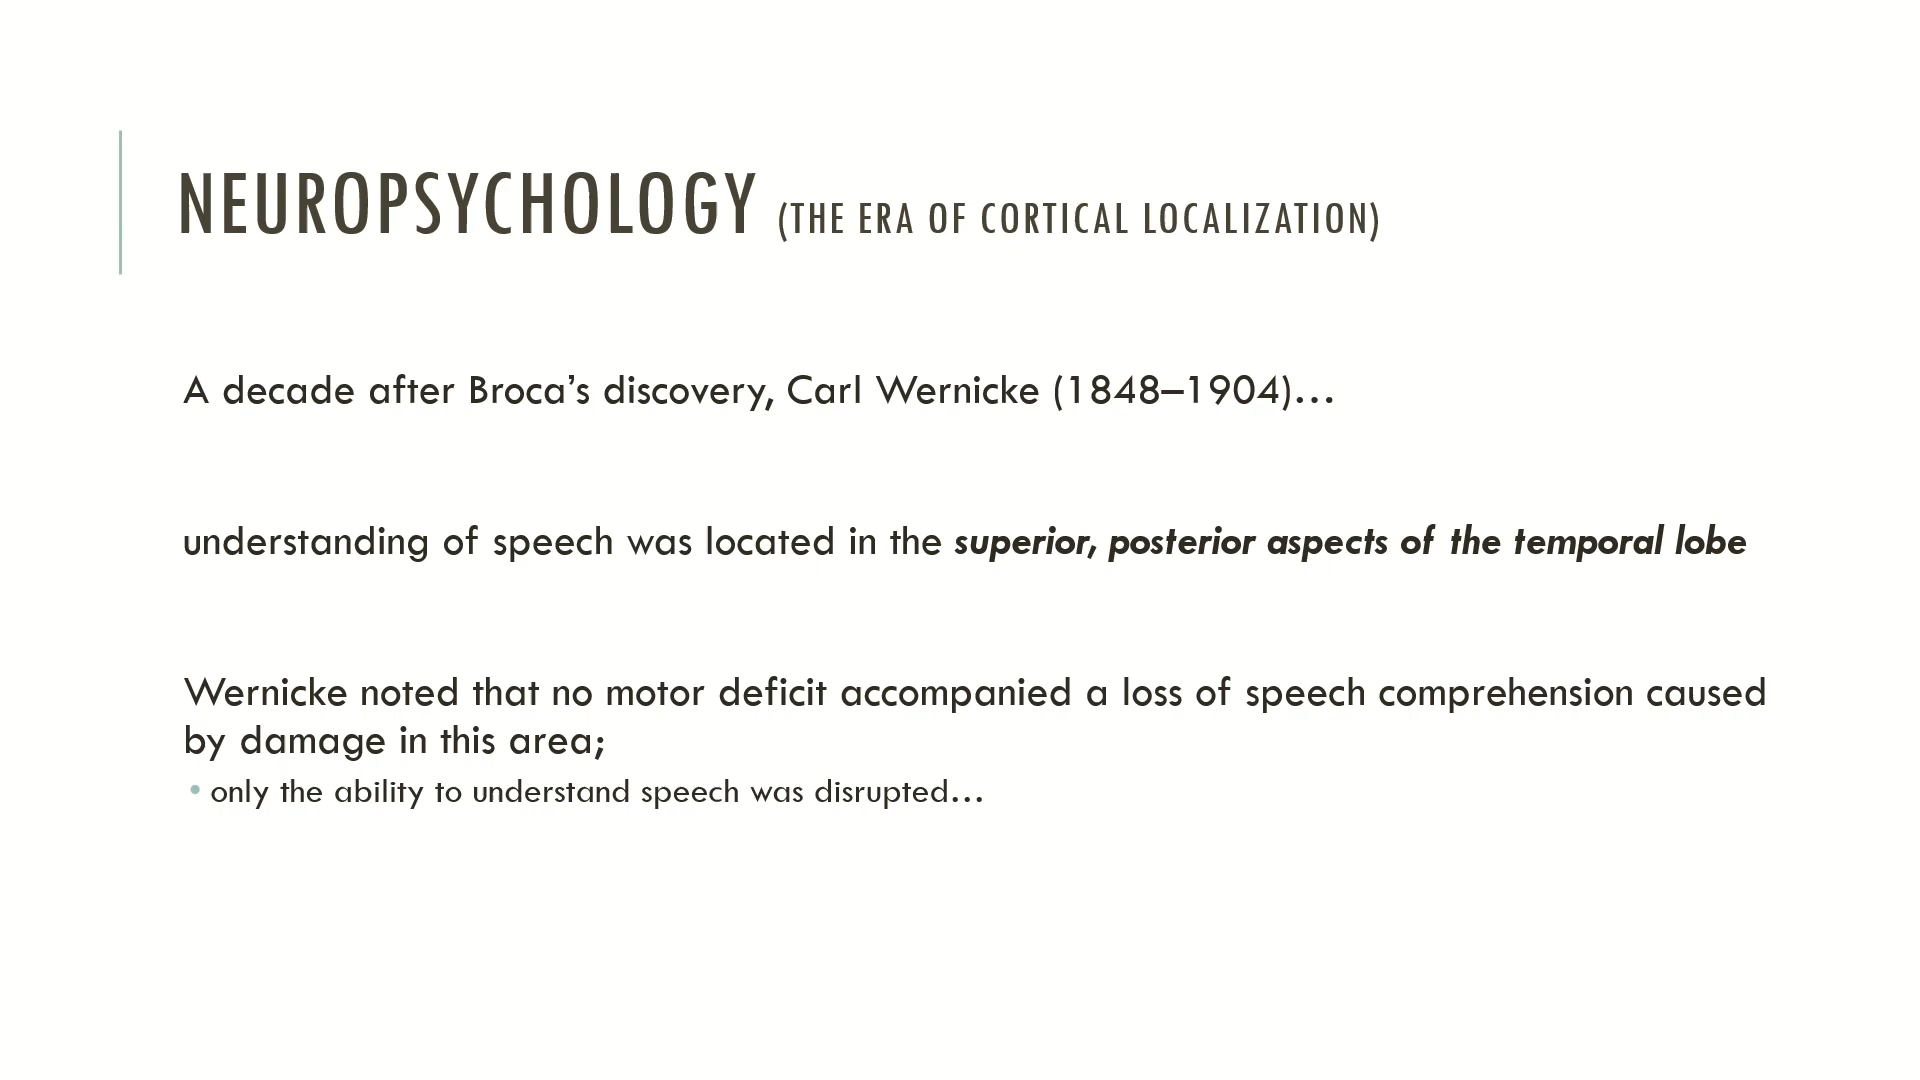 NEUROPSYCHOLOGY (THE ERA OF CORTICAL LOCALIZATION)
A decade after Broca’s discovery, Carl Wernicke (1848–1904)…
understanding of speech was located in the superior, posterior aspects of the temporal lobe
Wernicke noted that no motor deficit accompanied a loss of speech comprehension caused
by damage in this area;
• only the ability to understand speech was disrupted…